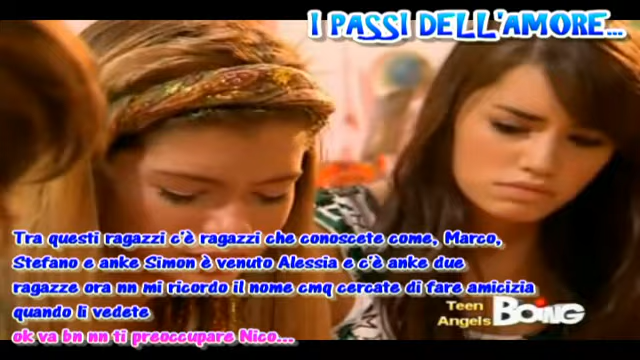 I PASSI DELL'AMORE...
Tra questi ragazzi c'è ragazzi che conoscete come, Marco,
Stefano e anke Simon è venuto Alessia e c'è anke due
ragazze ora nn mi ricordo il nome cmq cercate di fare amicizia
quando li vedete
ok va bn nn ti preoccupare Nico...
Teen
Angels
BOING